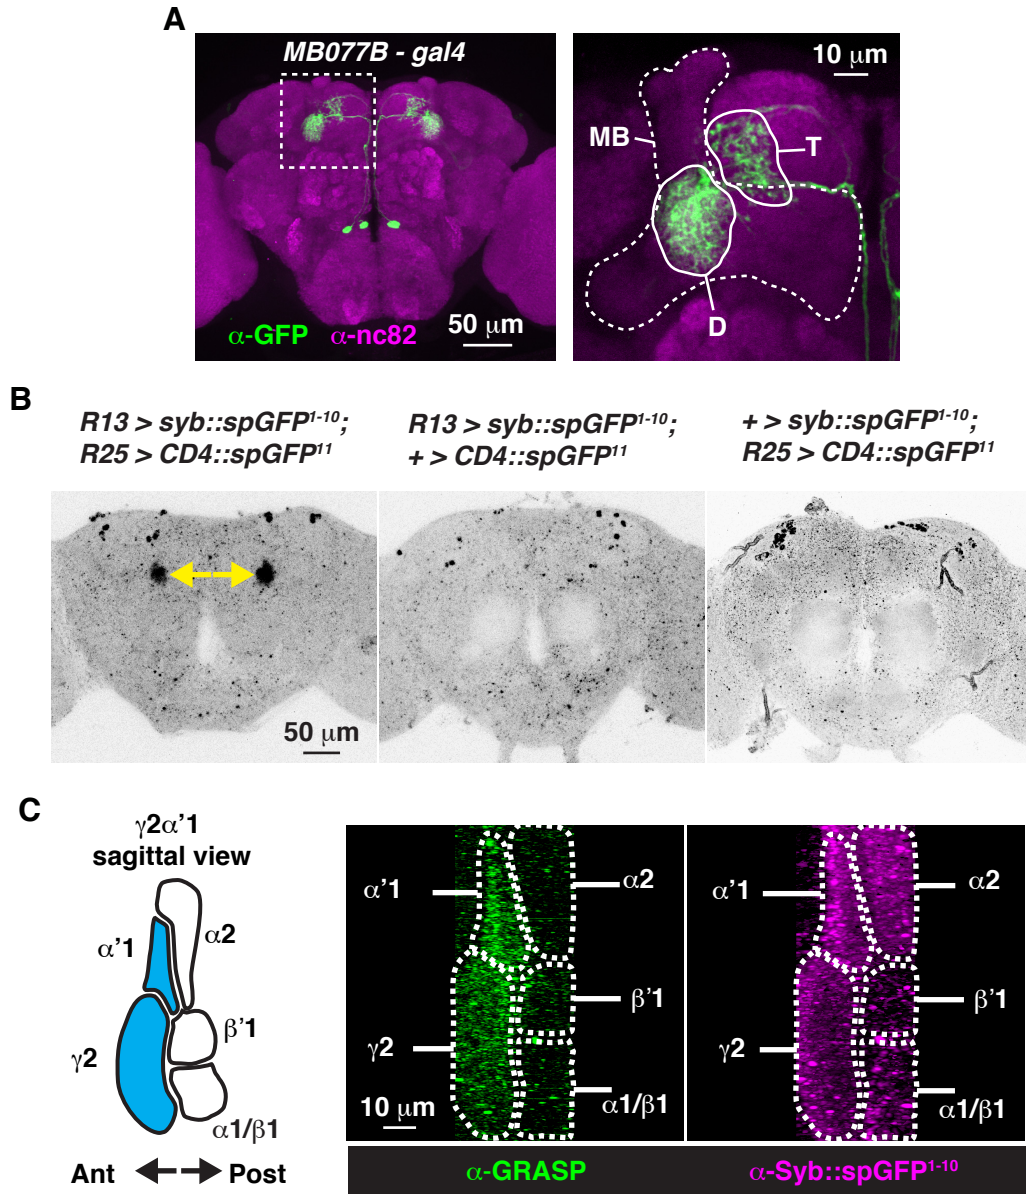 A
MB077B - gal4
α-GFP α-nc82
50 μm
10 μm
MB
T
D
B
R13 > syb::spGFP¹⁻¹⁰;
R25 > CD4::spGFP¹¹
R13 > syb::spGFP¹⁻¹⁰;
+ > CD4::spGFP¹¹
+ > syb::spGFP¹⁻¹⁰;
R25 > CD4::spGFP¹¹
50 μm
C
γ2α'1
sagittal view
α'1
α2
β'1
γ2
α1/β1
Ant Post
α'1
α2
β'1
γ2
α1/β1
10 μm
α-GRASP
α'1
α2
β'1
γ2
α1/β1
α-Syb::spGFP¹⁻¹⁰